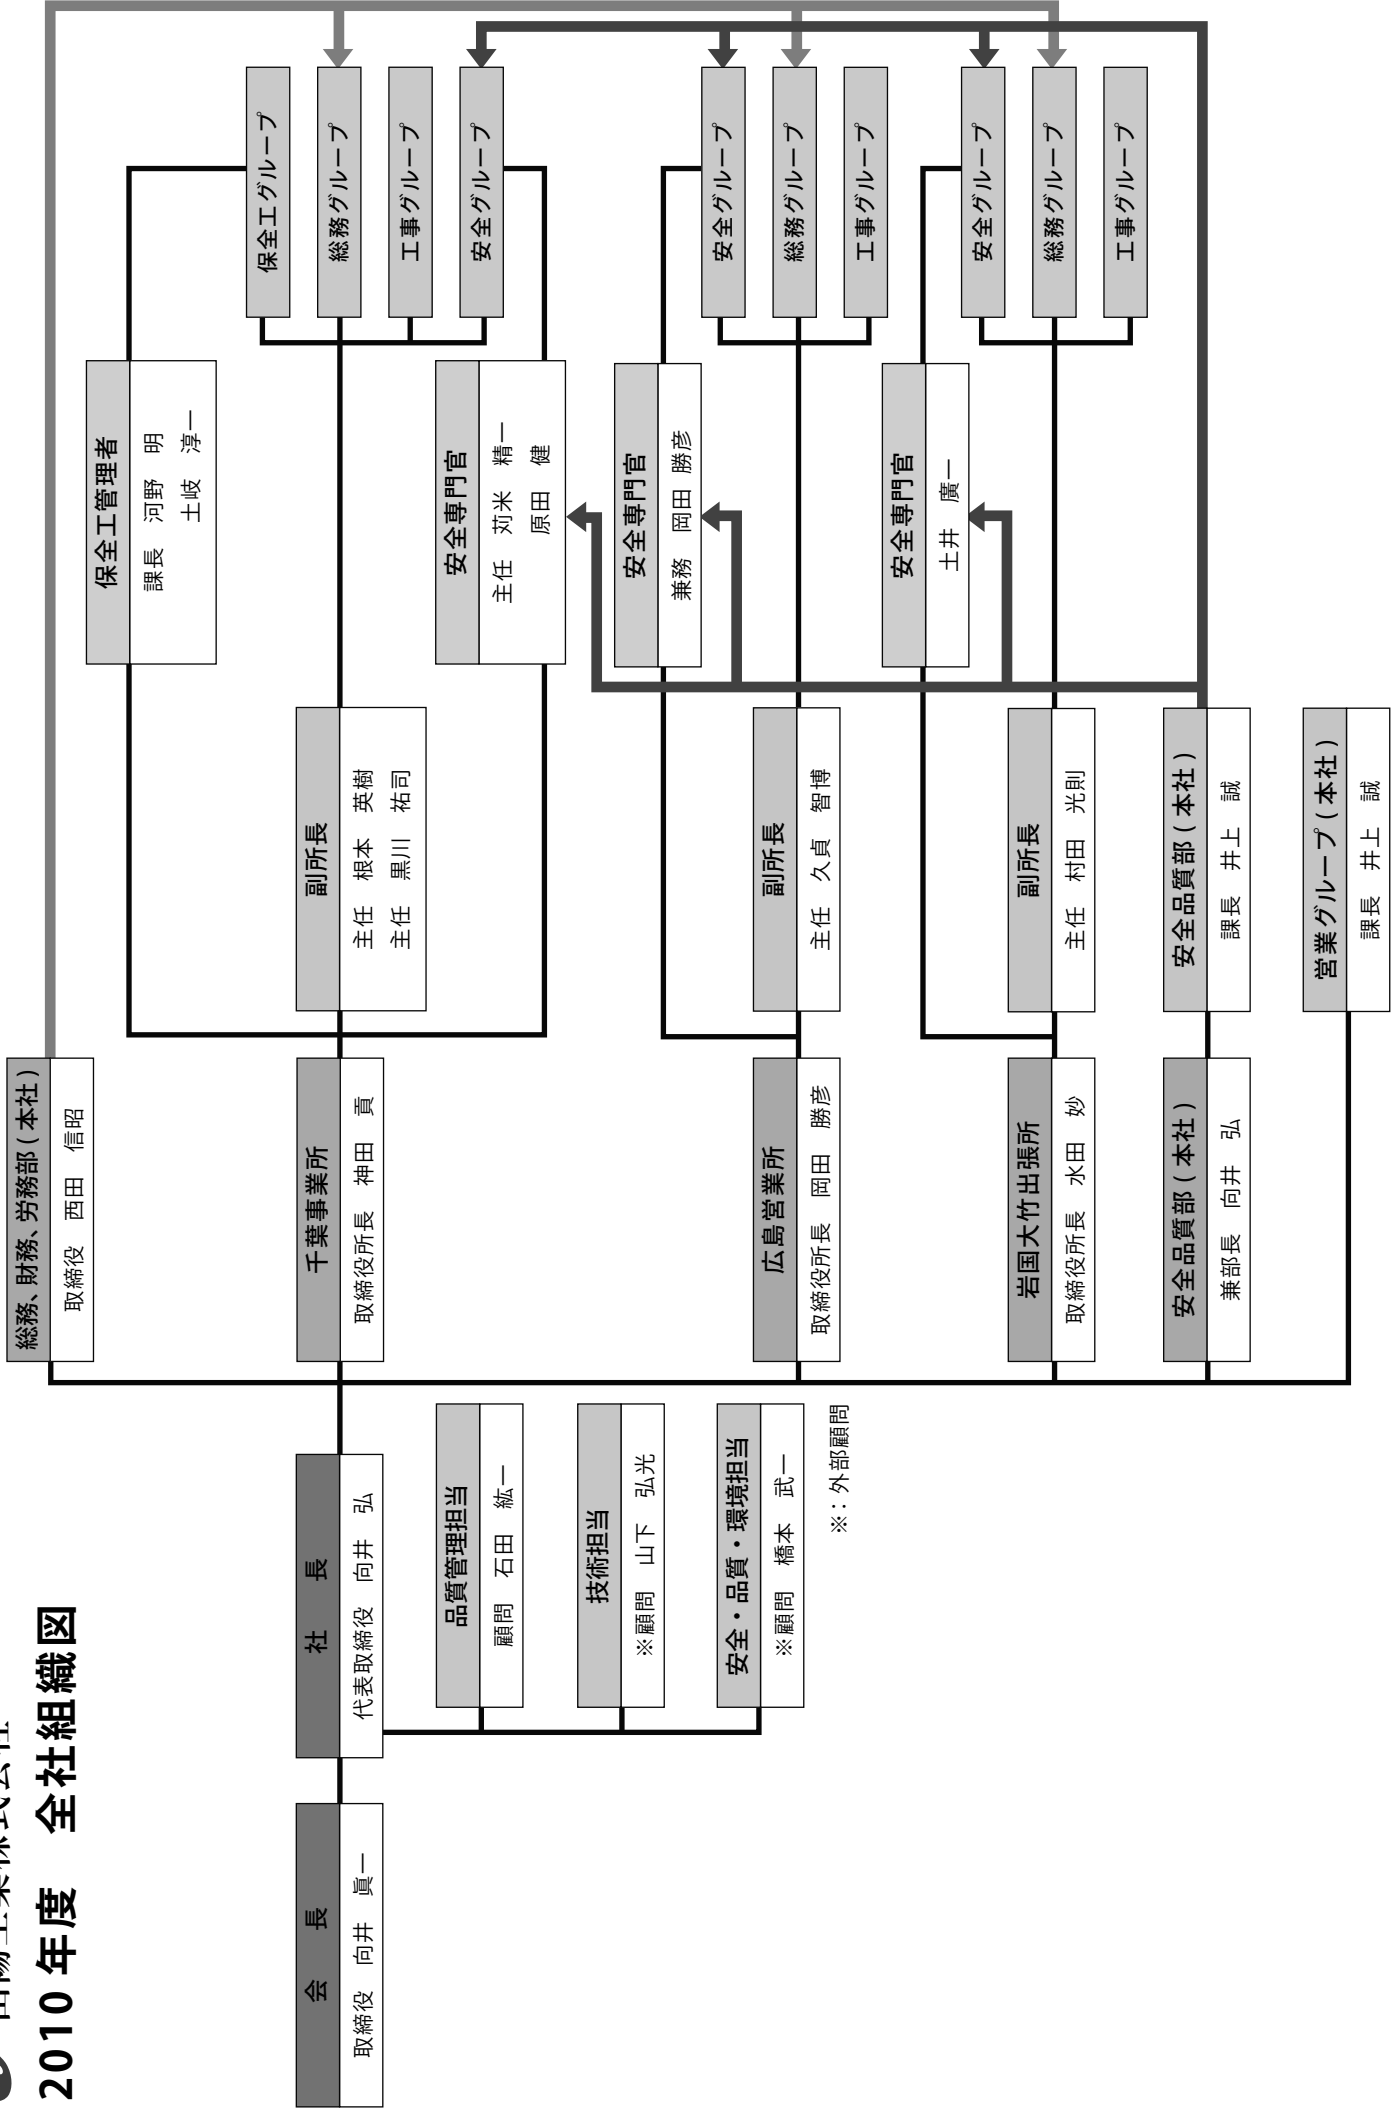 2010年度　全社組織図
会　長
取締役　向井　眞一
社　長
代表取締役　向井　弘
品質管理担当
顧問　石田　紘一
技術担当
※顧問　山下　弘光
安全・品質・環境担当
※顧問　橋本　武一
※：外部顧問
総務、財務、労務部(本社)
取締役　西田　信昭
千葉事業所
取締役所長　神田　貢
広島営業所
取締役所長　岡田　勝彦
岩国大竹出張所
取締役所長　水田　妙
安全品質部(本社)
兼部長　向井　弘
副所長
主任　根本　英樹
主任　黒川　祐司
副所長
主任　久貞　智博
副所長
主任　村田　光則
安全品質部(本社)
課長　井上　誠
営業グループ(本社)
課長　井上　誠
保全工管理者
課長　河野　明
土岐　淳一
安全専門官
主任　苅米　精一
原田　健
安全専門官
兼務　岡田　勝彦
安全専門官
土井　廣一
保全工グループ
総務グループ
工事グループ
安全グループ
安全グループ
総務グループ
工事グループ
安全グループ
総務グループ
工事グループ